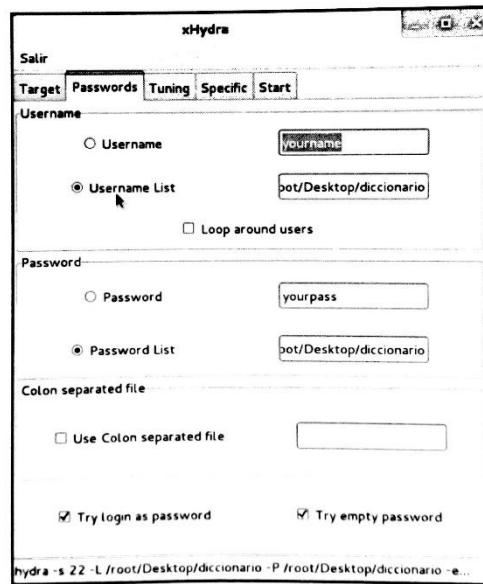 xHydra
Salir
Target Passwords Tuning Specific Start
Username
Username yourname
Username List oot/Desktop/diccionario
Loop around users
Password
Password yourpass
Password List oot/Desktop/diccionario
Colon separated file
Use Colon separated file
Try login as password Try empty password
hydra -s 22 -L /root/Desktop/diccionario -P /root/Desktop/diccionario -e...